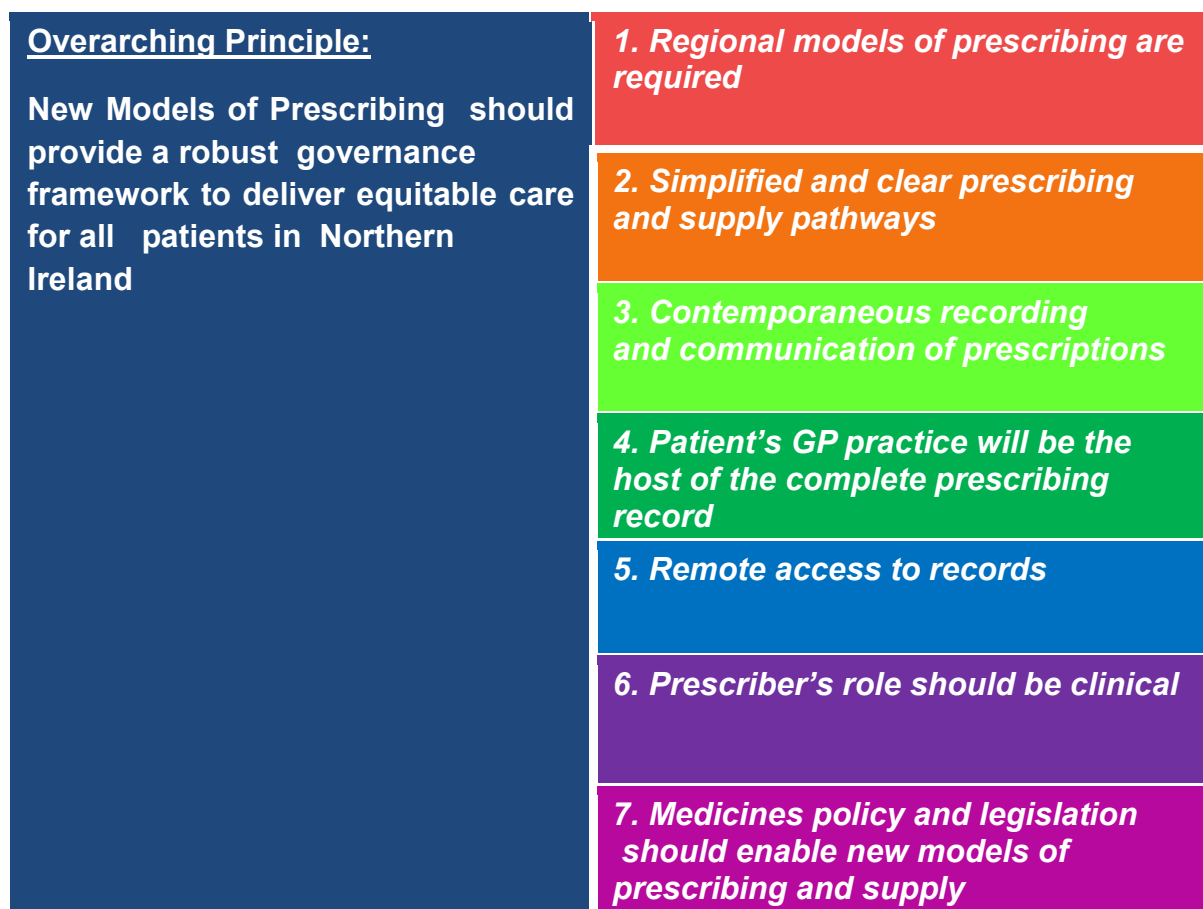 Overarching Principle:
New Models of Prescribing should
provide a robust governance
framework to deliver equitable care
for all patients in Northern
Ireland
1. Regional models of prescribing are
required
2. Simplified and clear prescribing
and supply pathways
3. Contemporaneous recording
and communication of prescriptions
4. Patient’s GP practice will be the
host of the complete prescribing
record
5. Remote access to records
6. Prescriber’s role should be clinical
7. Medicines policy and legislation
should enable new models of
prescribing and supply